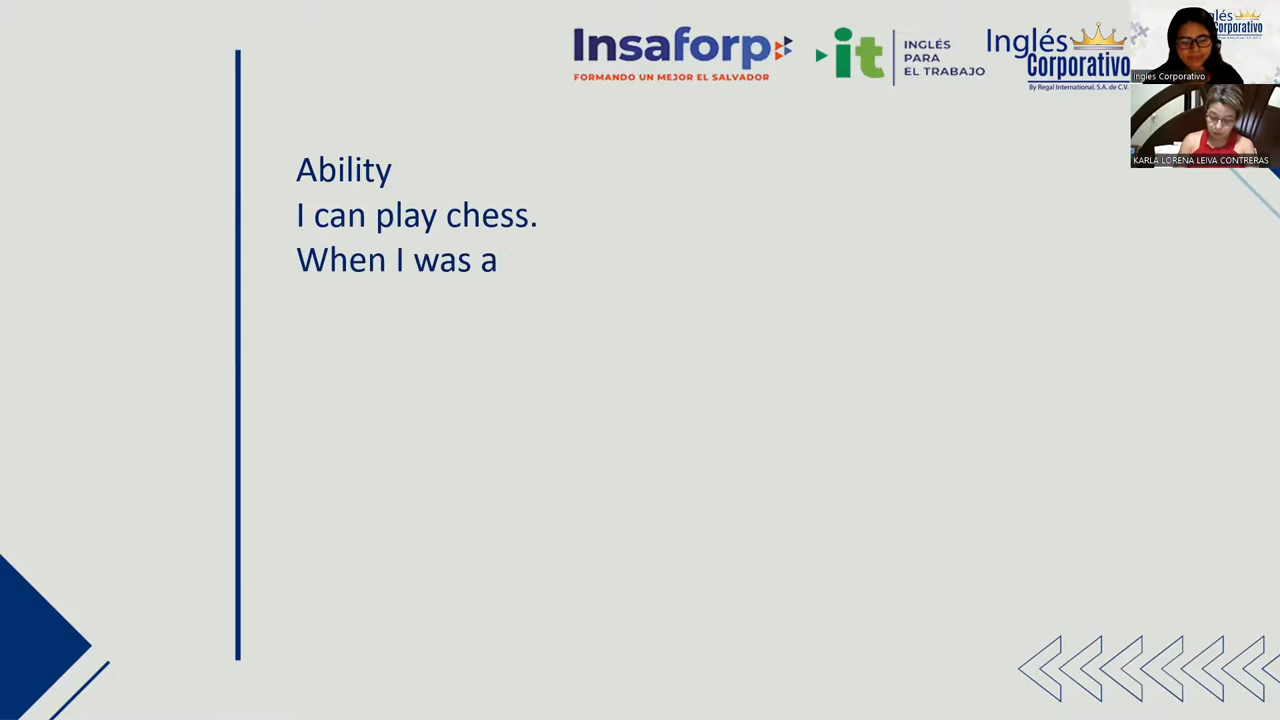 Insaforp
FORMANDO UN MEJOR EL SALVADOR
it
INGLÉS
PARA
EL TRABAJO
Inglés
Corporativo
By Regal International, S.A. de C.V.
Ingles Corporativo
KARLA LORENA LEIVA CONTRERAS
Ability
I can play chess.
When I was a